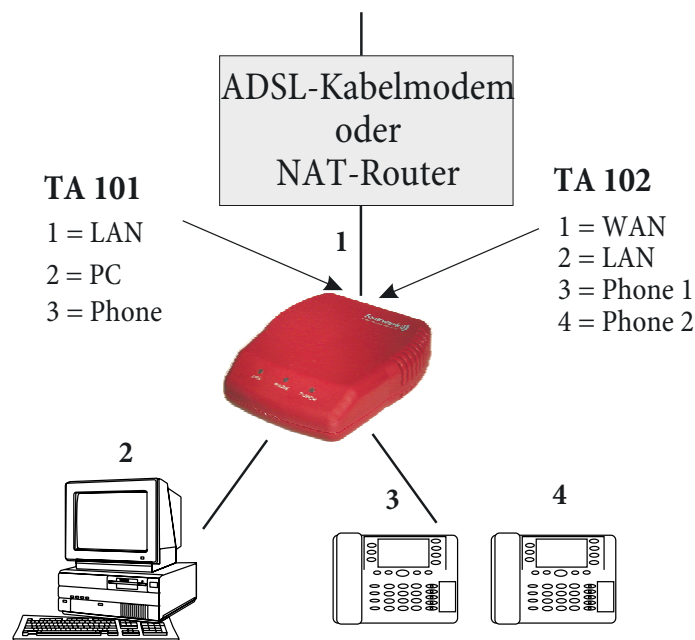 ADSL-Kabelmodem
oder
NAT-Router
TA 101
1 = LAN
2 = PC
3 = Phone
TA 102
1 = WAN
2 = LAN
3 = Phone 1
4 = Phone 2
1
2
3
4